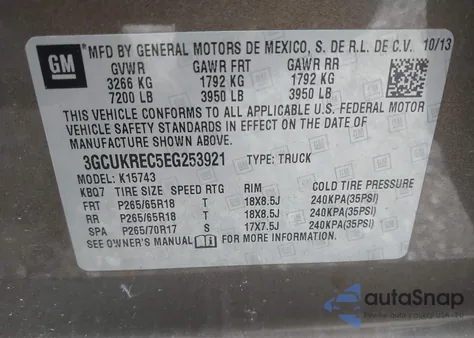 GM
MFD BY GENERAL MOTORS DE MEXICO, S. DE R.L. DE C.V. 10/13
GVWR GAWR FRT GAWR RR
3266 KG 1792 KG 1792 KG
7200 LB 3950 LB 3950 LB
THIS VEHICLE CONFORMS TO ALL APPLICABLE U.S. FEDERAL MOTOR
VEHICLE SAFETY STANDARDS IN EFFECT ON THE DATE OF
MANUFACTURE SHOWN ABOVE.
3GCUKREC5EG253921 TYPE: TRUCK
MODEL: K15743
KBQ7 TIRE SIZE SPEED RTG RIM COLD TIRE PRESSURE
FRT P265/65R18 T 18X8.5J 240KPA(35PSI)
RR P265/65R18 T 18X8.5J 240KPA(35PSI)
SPA P265/70R17 S 17X7.5J 240KPA(35PSI)
SEE OWNER'S MANUAL FOR MORE INFORMATION.
autoSnap